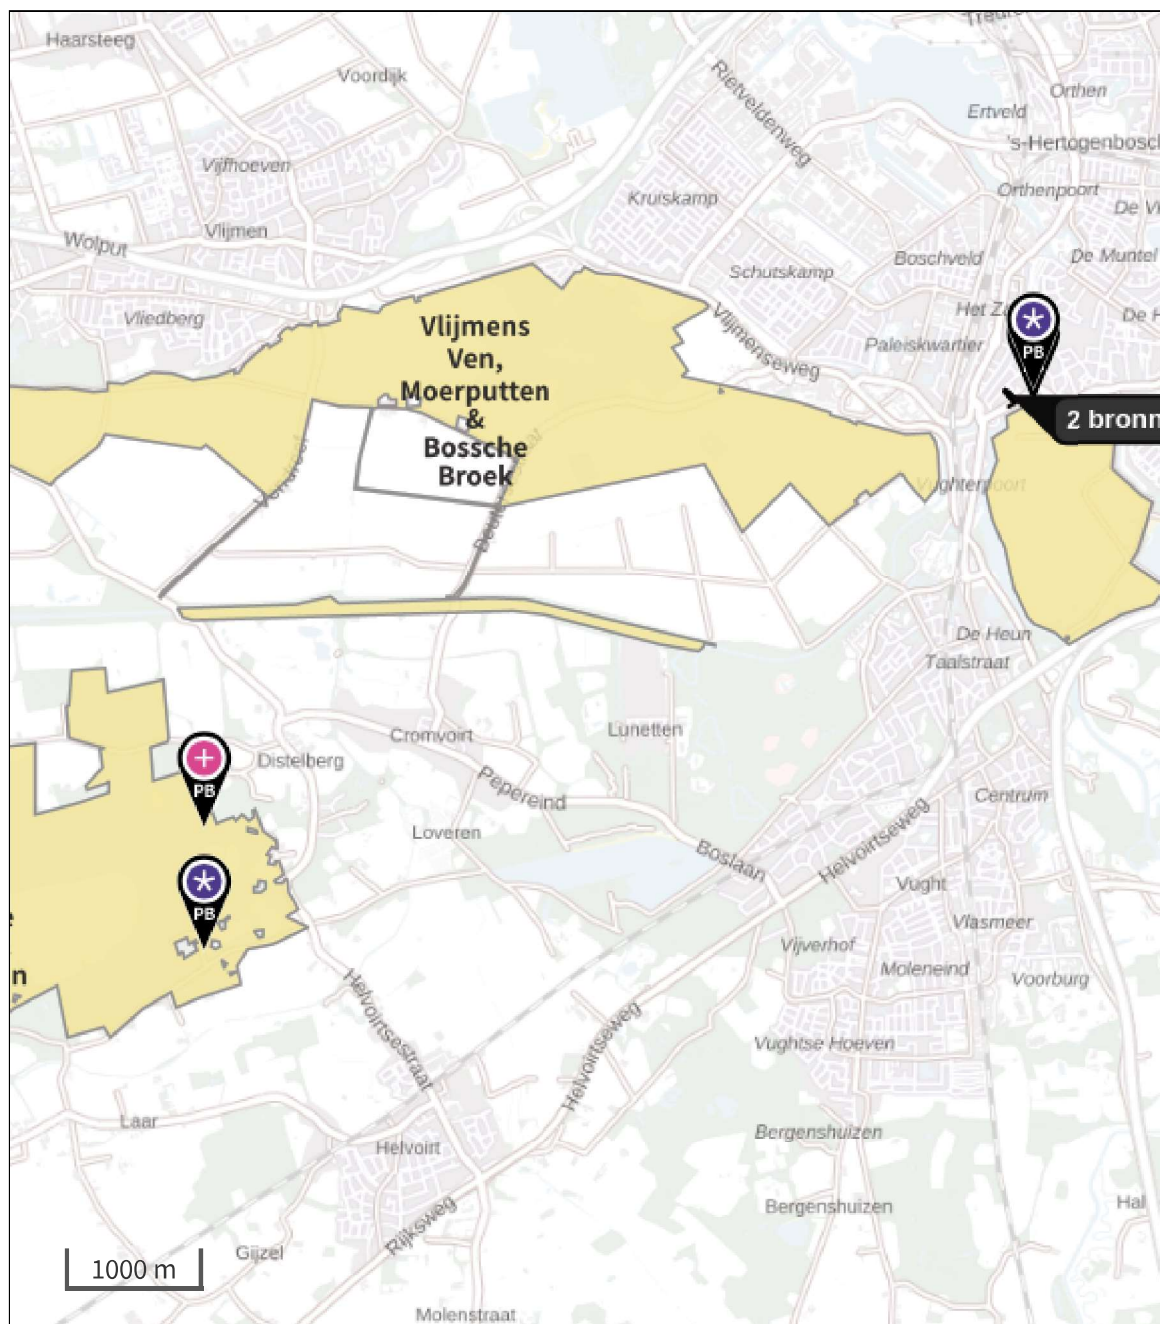 Haarsteeg
Voordijk
Rietveldenweg
Orthen
Ertveld
Vijfhoeven
Kruiskamp
Orthenpoort
Wolput
Vlijmen
Boschveld
De Muntel
Schutskamp
Vliedberg
Het Z
Vlijmens
Ven,
Moerputten
&
Bossche
Broek
Vlijmenseweg
Paleiskwartier
PB
2 bronn
Vughterpoort
De Heun
Taalstraat
Lunetten
Cromvoirt
Distelberg
PB
Pepereind
Centrum
Loveren
Boslaan
Helvoirtseweg
Vught
PB
n
Vlasmeer
Vijverhof
Moleneind
Voorburg
Helvoirtsestraat
Helvoirtseweg
Vughtse Hoeven
Laar
Helvoirt
Bergenshuizen
Bergenshuizen
Hal
Rijksweg
Gijzel
1000 m
Molenstraat